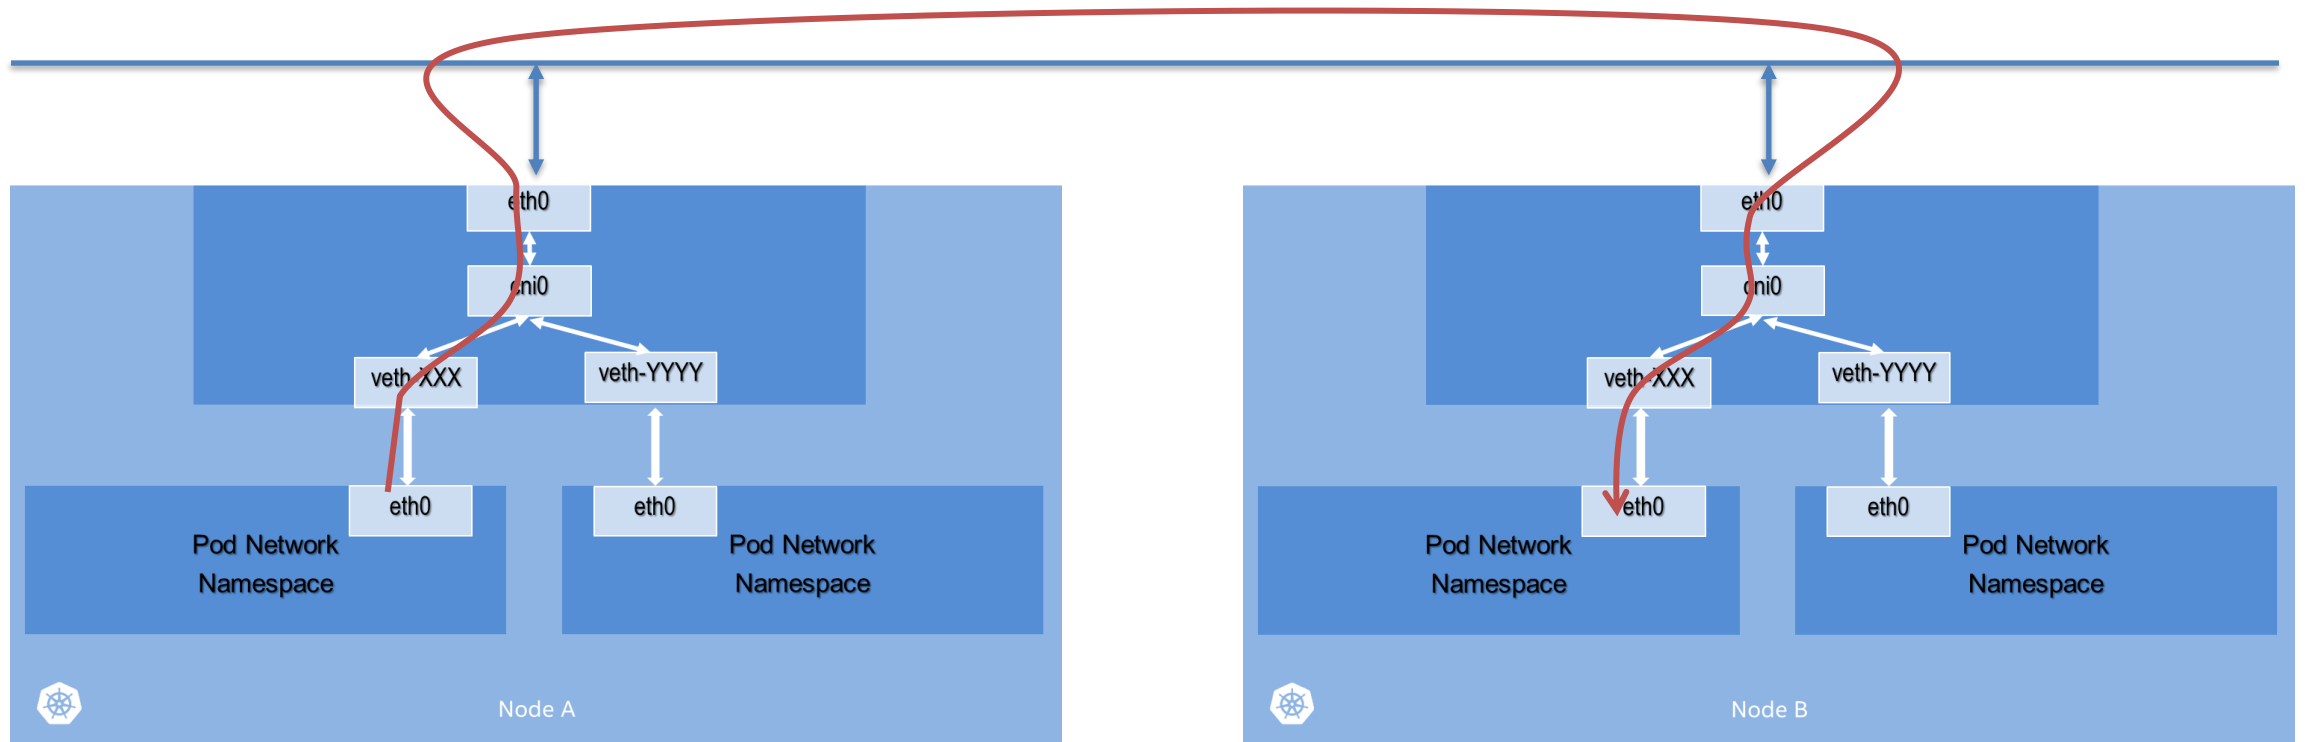 eth0
cni0
veth-XXX
veth-YYYY
eth0
eth0
Pod Network
Namespace
Pod Network
Namespace
Node A
eth0
cni0
veth-XXX
veth-YYYY
eth0
eth0
Pod Network
Namespace
Pod Network
Namespace
Node B